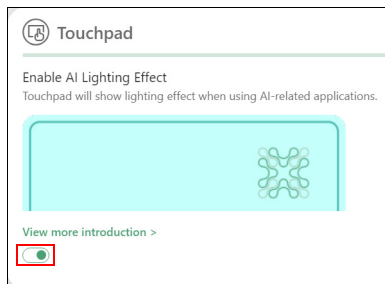 Touchpad
Enable AI Lighting Effect
Touchpad will show lighting effect when using AI-related applications.
View more introduction >